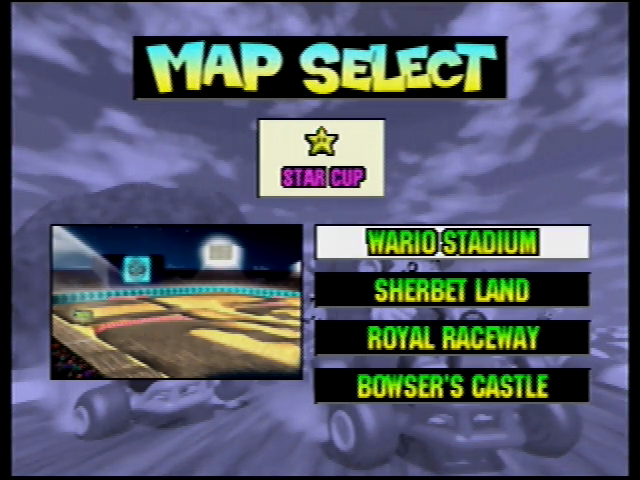 MAP SELECT
STAR CUP
WARIO STADIUM
SHERBET LAND
ROYAL RACEWAY
BOWSER'S CASTLE